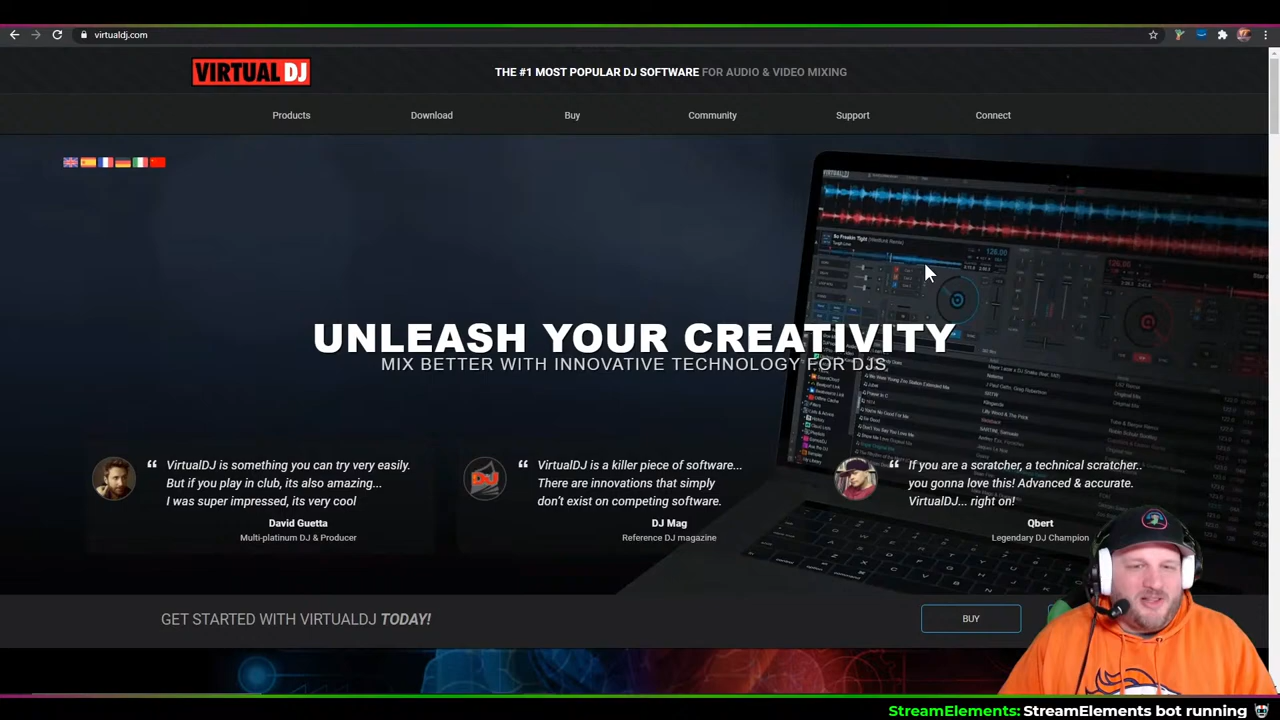 virtualdj.com
VIRTUAL DJ
THE #1 MOST POPULAR DJ SOFTWARE FOR AUDIO & VIDEO MIXING
Products
Download
Buy
Community
Support
Connect
UNLEASH YOUR CREATIVITY
MIX BETTER WITH INNOVATIVE TECHNOLOGY FOR DJS
“ VirtualDJ is something you can try very easily.
But if you play in club, its also amazing...
I was super impressed, its very cool
David Guetta
Multi-platinum DJ & Producer
“ VirtualDJ is a killer piece of software...
There are innovations that simply
don't exist on competing software.
DJ Mag
Reference DJ magazine
“ If you are a scratcher, a technical scratcher..
you gonna love this! Advanced & accurate.
VirtualDJ... right on!
Qbert
Legendary DJ Champion
GET STARTED WITH VIRTUALDJ TODAY!
BUY
StreamElements: StreamElements bot running